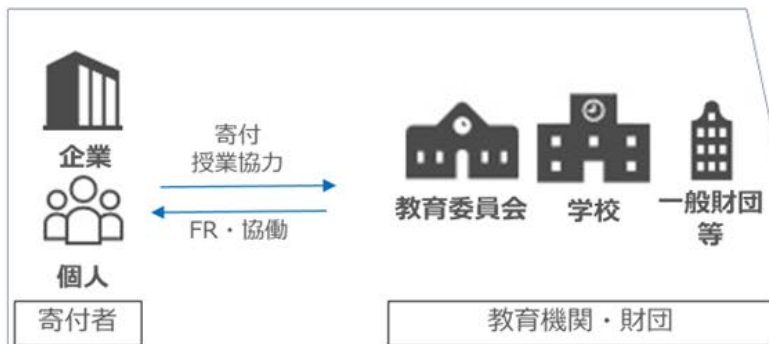 企業
個人
寄付者
寄付
授業協力
FR・協働
教育委員会
学校
一般財団
等
教育機関・財団